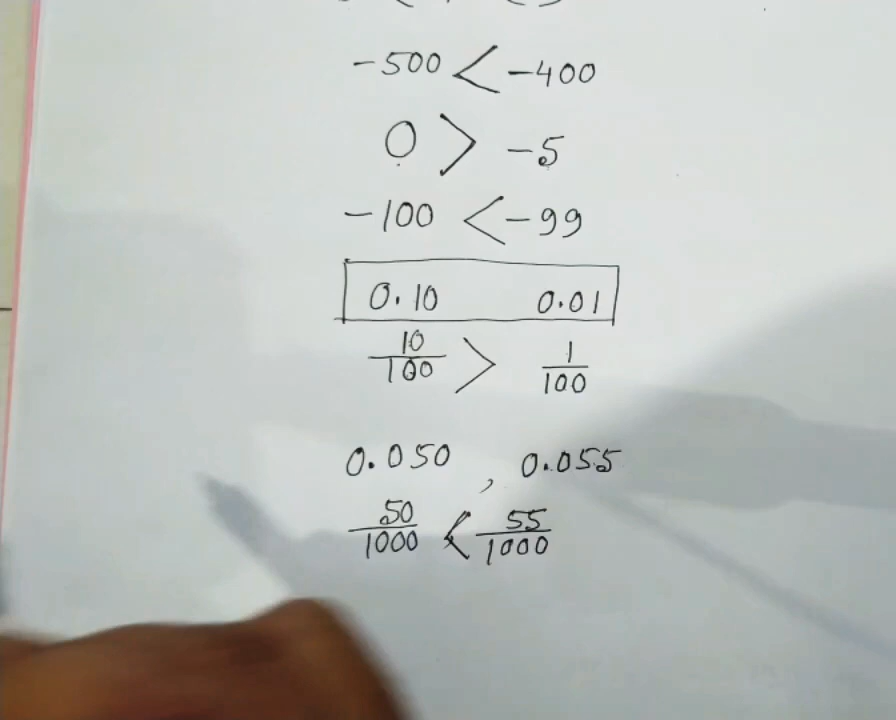 -500 < -400
0 > -5
-100 < -99
0.10 0.01
10/100 > 1/100
0.050 , 0.055
50/1000 < 55/1000